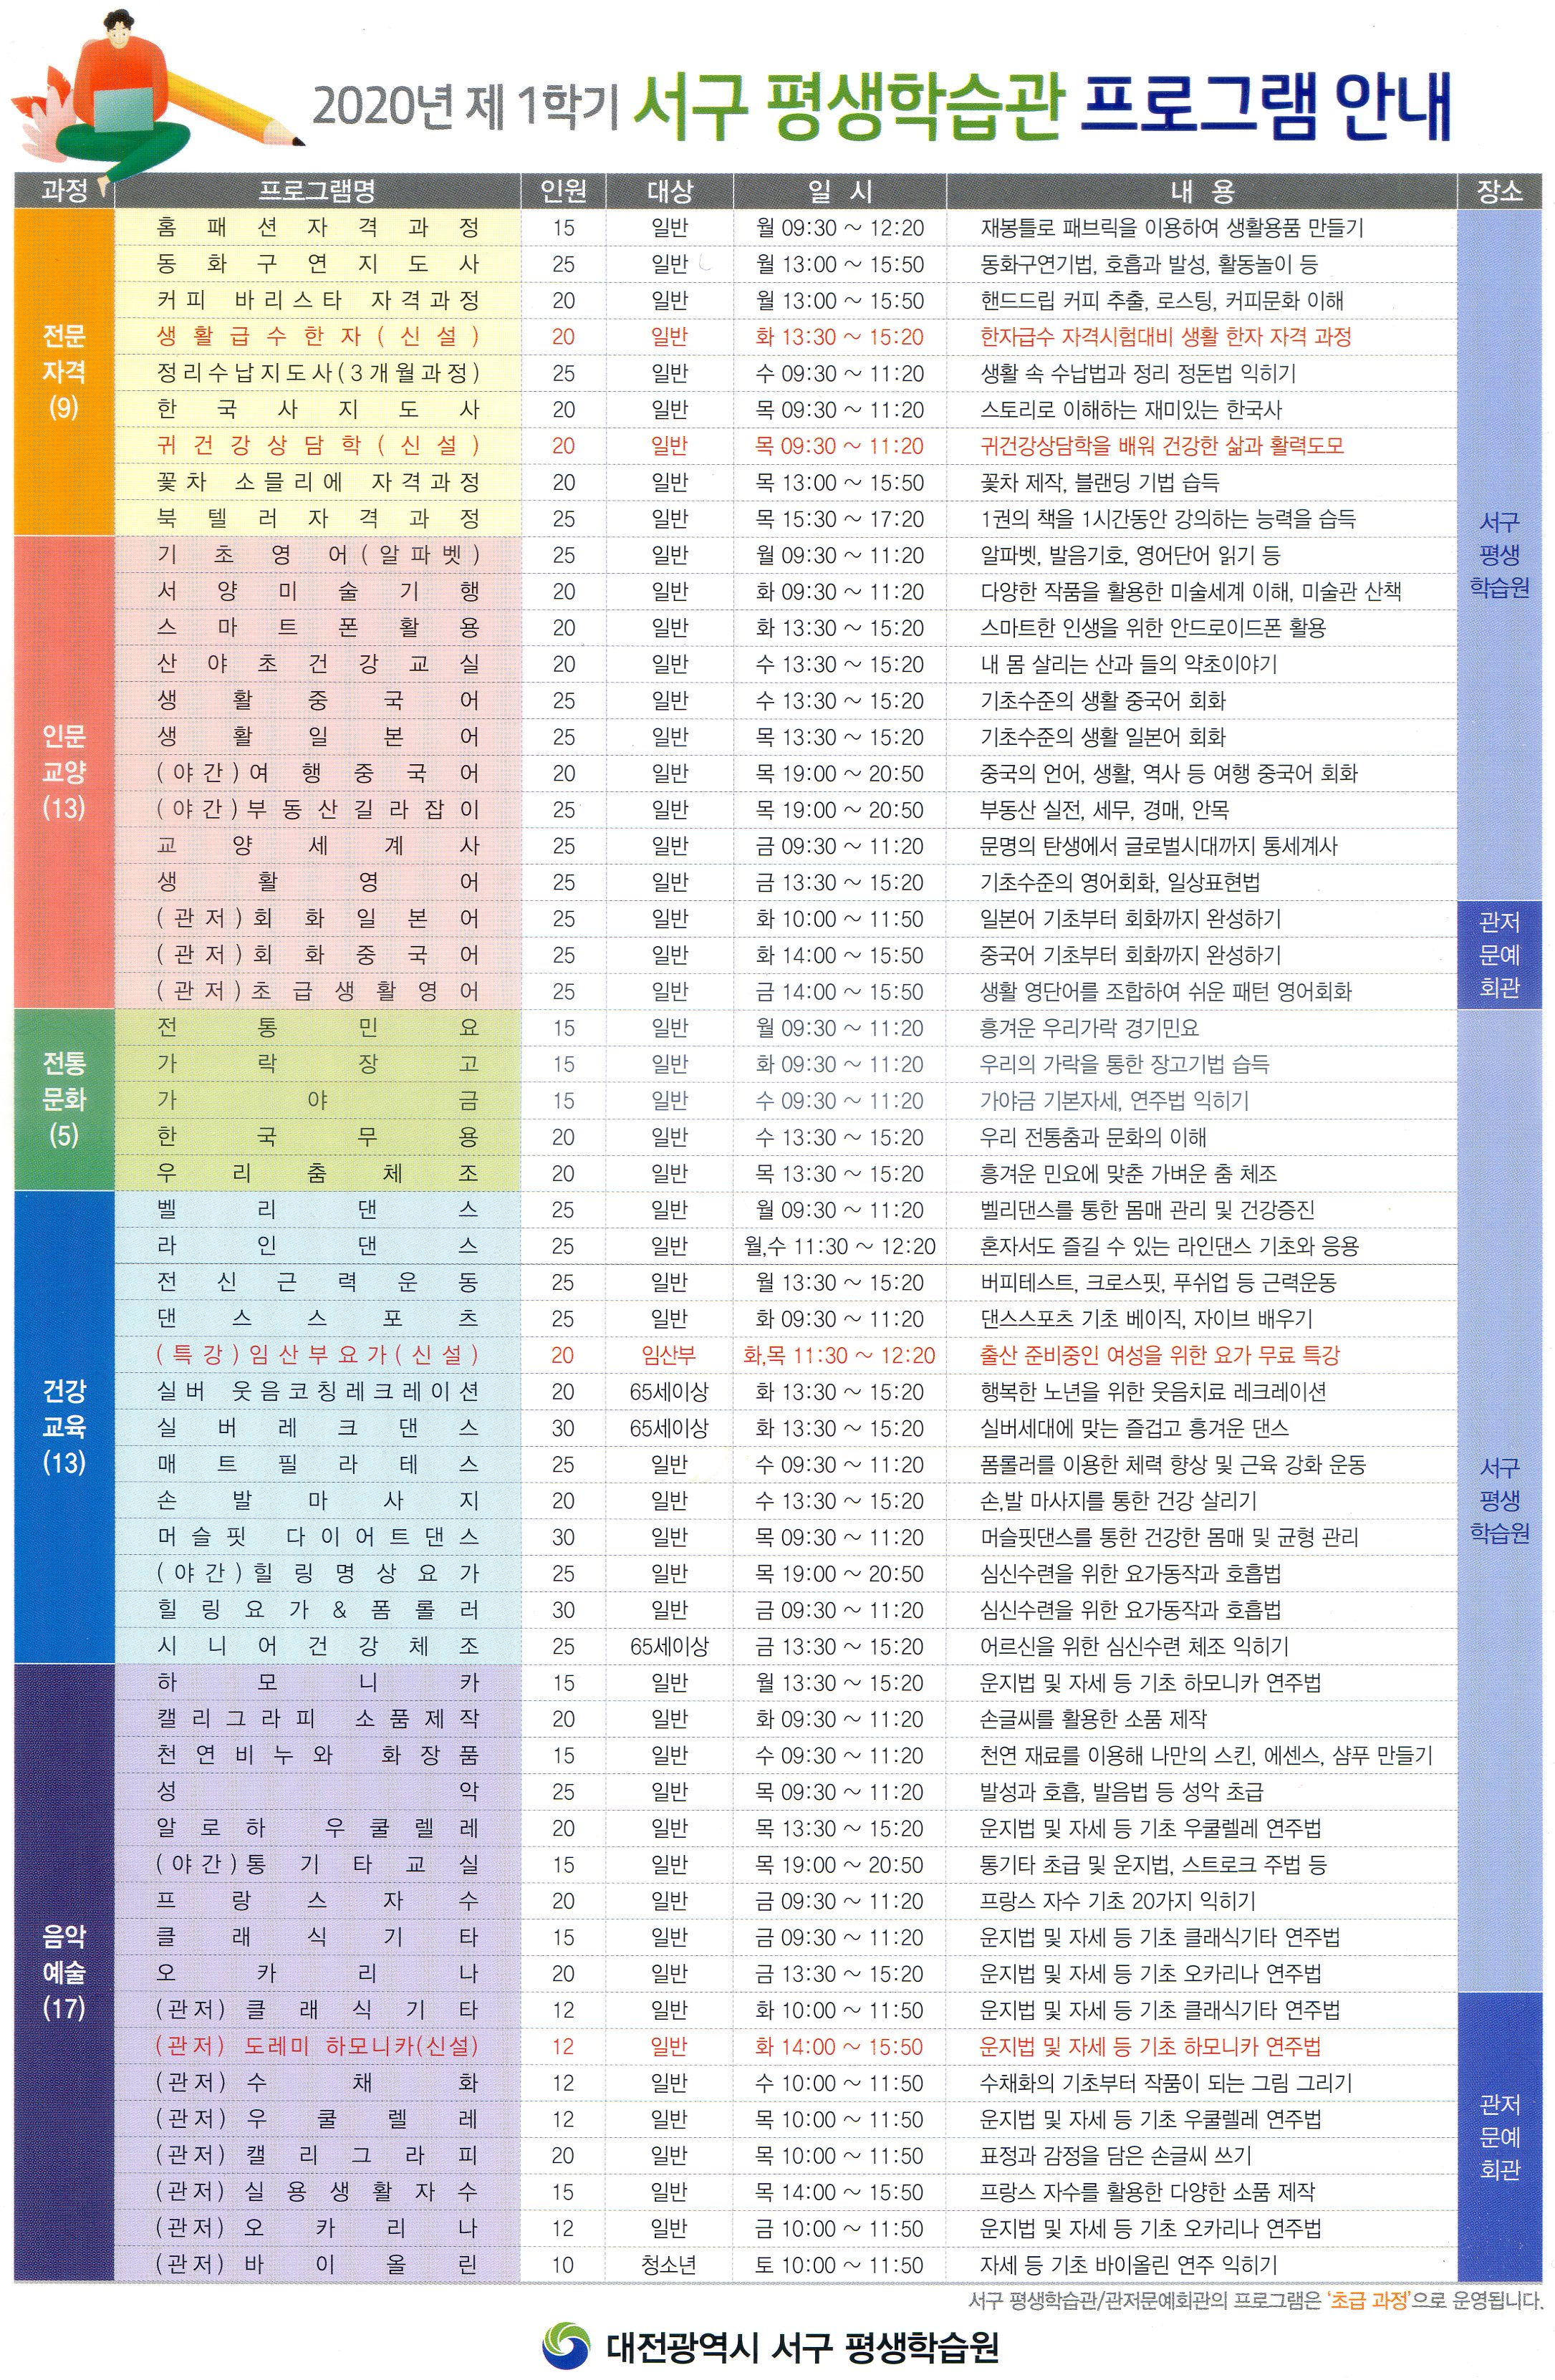 2020년 제 1학기 서구 평생학습관 프로그램 안내
과정 프로그램명 인원 대상 일 시 내 용 장소
전문
자격
(9)
홈패션자격과정 15 일반 월 09:30 ~ 12:20 재봉틀로 패브릭을 이용하여 생활용품 만들기
동화구연지도사 25 일반 월 13:00 ~ 15:50 동화구연기법, 호흡과 발성, 활동놀이 등
커피 바리스타 자격과정 20 일반 월 13:00 ~ 15:50 핸드드립 커피 추출, 로스팅, 커피문화 이해
생활급수한자(신설) 20 일반 화 13:30 ~ 15:20 한자급수 자격시험대비 생활 한자 자격 과정
정리수납지도사(3개월과정) 25 일반 수 09:30 ~ 11:20 생활 속 수납법과 정리 정돈법 익히기
한국사지도사 20 일반 목 09:30 ~ 11:20 스토리로 이해하는 재미있는 한국사
귀건강상담학(신설) 20 일반 목 09:30 ~ 11:20 귀건강상담학을 배워 건강한 삶과 활력도모
꽃차 소믈리에 자격과정 20 일반 목 13:00 ~ 15:50 꽃차 제작, 블랜딩 기법 습득
북텔러자격과정 25 일반 목 15:30 ~ 17:20 1권의 책을 1시간동안 강의하는 능력을 습득
서구
평생
학습원
인문
교양
(13)
기초영어(알파벳) 25 일반 월 09:30 ~ 11:20 알파벳, 발음기호, 영어단어 읽기 등
서양미술기행 20 일반 화 09:30 ~ 11:20 다양한 작품을 활용한 미술세계 이해, 미술관 산책
스마트폰활용 20 일반 화 13:30 ~ 15:20 스마트한 인생을 위한 안드로이드폰 활용
산야초건강교실 20 일반 수 13:30 ~ 15:20 내 몸 살리는 산과 들의 약초이야기
생활중국어 25 일반 수 13:30 ~ 15:20 기초수준의 생활 중국어 회화
생활일본어 25 일반 목 13:30 ~ 15:20 기초수준의 생활 일본어 회화
(야간)여행중국어 20 일반 목 19:00 ~ 20:50 중국의 언어, 생활, 역사 등 여행 중국어 회화
(야간)부동산길라잡이 25 일반 목 19:00 ~ 20:50 부동산 실전, 세무, 경매, 안목
교양세계사 25 일반 금 09:30 ~ 11:20 문명의 탄생에서 글로벌시대까지 통세계사
생활영어 25 일반 금 13:30 ~ 15:20 기초수준의 영어회화, 일상표현법
(관저)회화일본어 25 일반 화 10:00 ~ 11:50 일본어 기초부터 회화까지 완성하기
(관저)회화중국어 25 일반 화 14:00 ~ 15:50 중국어 기초부터 회화까지 완성하기
(관저)초급생활영어 25 일반 금 14:00 ~ 15:50 생활 영단어를 조합하여 쉬운 패턴 영어회화
관저
문예
회관
전통
문화
(5)
전통민요 15 일반 월 09:30 ~ 11:20 흥겨운 우리가락 경기민요
가락장고 15 일반 화 09:30 ~ 11:20 우리의 가락을 통한 장고기법 습득
가야금 15 일반 수 09:30 ~ 11:20 가야금 기본자세, 연주법 익히기
한국무용 20 일반 수 13:30 ~ 15:20 우리 전통춤과 문화의 이해
우리춤체조 20 일반 목 13:30 ~ 15:20 흥겨운 민요에 맞춘 가벼운 춤 체조
건강
교육
(13)
벨리댄스 25 일반 월 09:30 ~ 11:20 벨리댄스를 통한 몸매 관리 및 건강증진
라인댄스 25 일반 월,수 11:30 ~ 12:20 혼자서도 즐길 수 있는 라인댄스 기초와 응용
전신근력운동 25 일반 월 13:30 ~ 15:20 버피테스트, 크로스핏, 푸쉬업 등 근력운동
댄스스포츠 25 일반 화 09:30 ~ 11:20 댄스스포츠 기초 베이직, 자이브 배우기
(특강)임산부요가(신설) 20 임산부 화,목 11:30 ~ 12:20 출산 준비중인 여성을 위한 요가 무료 특강
실버 웃음코칭레크레이션 20 65세이상 화 13:30 ~ 15:20 행복한 노년을 위한 웃음치료 레크레이션
실버레크댄스 30 65세이상 화 13:30 ~ 15:20 실버세대에 맞는 즐겁고 흥겨운 댄스
매트필라테스 25 일반 수 09:30 ~ 11:20 폼롤러를 이용한 체력 향상 및 근육 강화 운동
손발마사지 20 일반 수 13:30 ~ 15:20 손,발 마사지를 통한 건강 살리기
머슬핏 다이어트댄스 30 일반 목 09:30 ~ 11:20 머슬핏댄스를 통한 건강한 몸매 및 균형 관리
(야간)힐링명상요가 25 일반 목 19:00 ~ 20:50 심신수련을 위한 요가동작과 호흡법
힐링요가&폼롤러 30 일반 금 09:30 ~ 11:20 심신수련을 위한 요가동작과 호흡법
시니어건강체조 25 65세이상 금 13:30 ~ 15:20 어르신을 위한 심신수련 체조 익히기
서구
평생
학습원
음악
예술
(17)
하모니카 15 일반 월 13:30 ~ 15:20 운지법 및 자세 등 기초 하모니카 연주법
캘리그라피 소품제작 20 일반 화 09:30 ~ 11:20 손글씨를 활용한 소품 제작
천연비누와 화장품 15 일반 수 09:30 ~ 11:20 천연 재료를 이용해 나만의 스킨, 에센스, 샴푸 만들기
성악 25 일반 목 09:30 ~ 11:20 발성과 호흡, 발음법 등 성악 초급
알로하 우쿨렐레 20 일반 목 13:30 ~ 15:20 운지법 및 자세 등 기초 우쿨렐레 연주법
(야간)통기타교실 15 일반 목 19:00 ~ 20:50 통기타 초급 및 운지법, 스트로크 주법 등
프랑스자수 20 일반 금 09:30 ~ 11:20 프랑스 자수 기초 20가지 익히기
클래식기타 15 일반 금 09:30 ~ 11:20 운지법 및 자세 등 기초 클래식기타 연주법
오카리나 20 일반 금 13:30 ~ 15:20 운지법 및 자세 등 기초 오카리나 연주법
(관저) 클래식기타 12 일반 화 10:00 ~ 11:50 운지법 및 자세 등 기초 클래식기타 연주법
(관저) 도레미 하모니카(신설) 12 일반 화 14:00 ~ 15:50 운지법 및 자세 등 기초 하모니카 연주법
(관저) 수채화 12 일반 수 10:00 ~ 11:50 수채화의 기초부터 작품이 되는 그림 그리기
(관저) 우쿨렐레 12 일반 목 10:00 ~ 11:50 운지법 및 자세 등 기초 우쿨렐레 연주법
(관저) 캘리그라피 20 일반 목 10:00 ~ 11:50 표정과 감정을 담은 손글씨 쓰기
(관저) 실용생활자수 15 일반 목 14:00 ~ 15:50 프랑스 자수를 활용한 다양한 소품 제작
(관저) 오카리나 12 일반 금 10:00 ~ 11:50 운지법 및 자세 등 기초 오카리나 연주법
(관저) 바이올린 10 청소년 토 10:00 ~ 11:50 자세 등 기초 바이올린 연주 익히기
관저
문예
회관
서구 평생학습관/관저문예회관의 프로그램은 '초급 과정'으로 운영됩니다.
대전광역시 서구 평생학습원